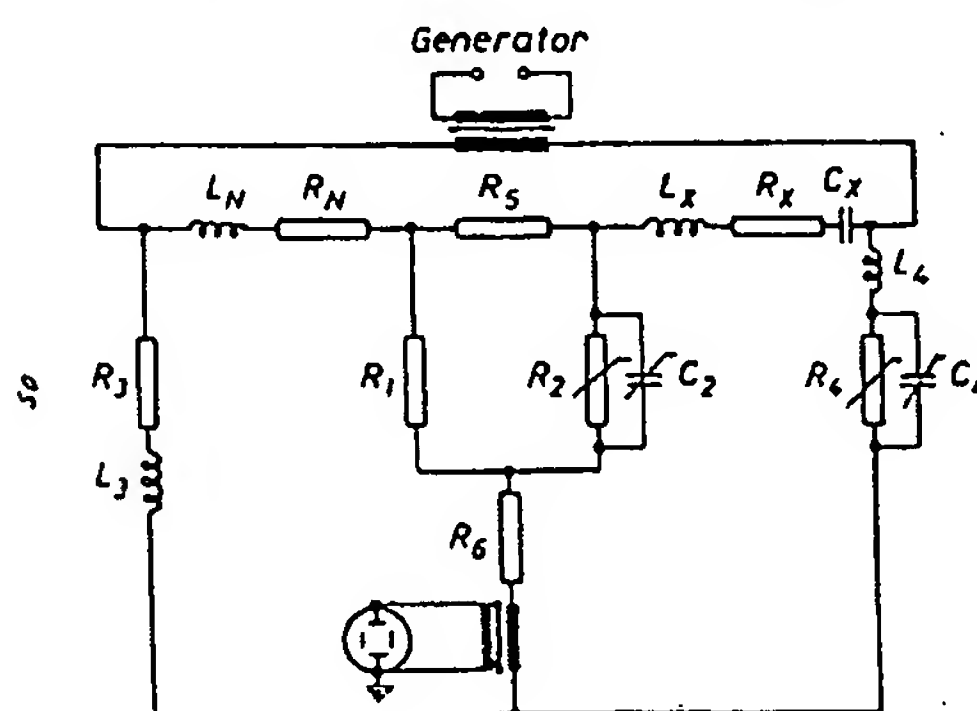 Generator
L_N R_N R_5 L_X R_X C_X
L_4
R_3 R_1 R_2 C_2 R_4
L_3
R_6